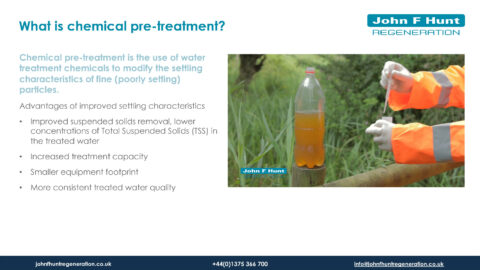 What is chemical pre-treatment?
John F Hunt
REGENERATION
Chemical pre-treatment is the use of water
treatment chemicals to modify the settling
characteristics of fine (poorly settling)
particles.
Advantages of improved settling characteristics
• Improved suspended solids removal, lower
concentrations of Total Suspended Solids (TSS) in
the treated water
• Increased treatment capacity
• Smaller equipment footprint
• More consistent treated water quality
John F Hunt
johnfhuntregeneration.co.uk
+44(0)1375 366 700
info@johnfhuntregeneration.co.uk